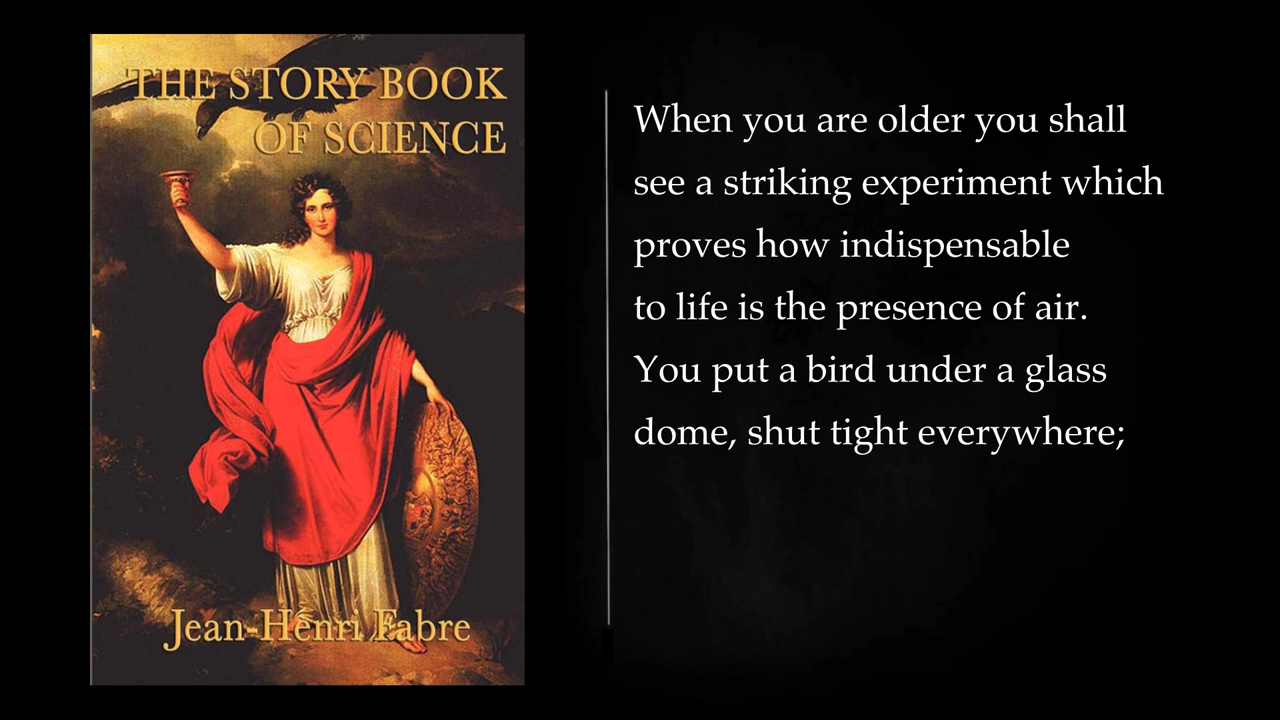 THE STORY BOOK
OF SCIENCE
Jean-Henri Fabre
When you are older you shall
see a striking experiment which
proves how indispensable
to life is the presence of air.
You put a bird under a glass
dome, shut tight everywhere;